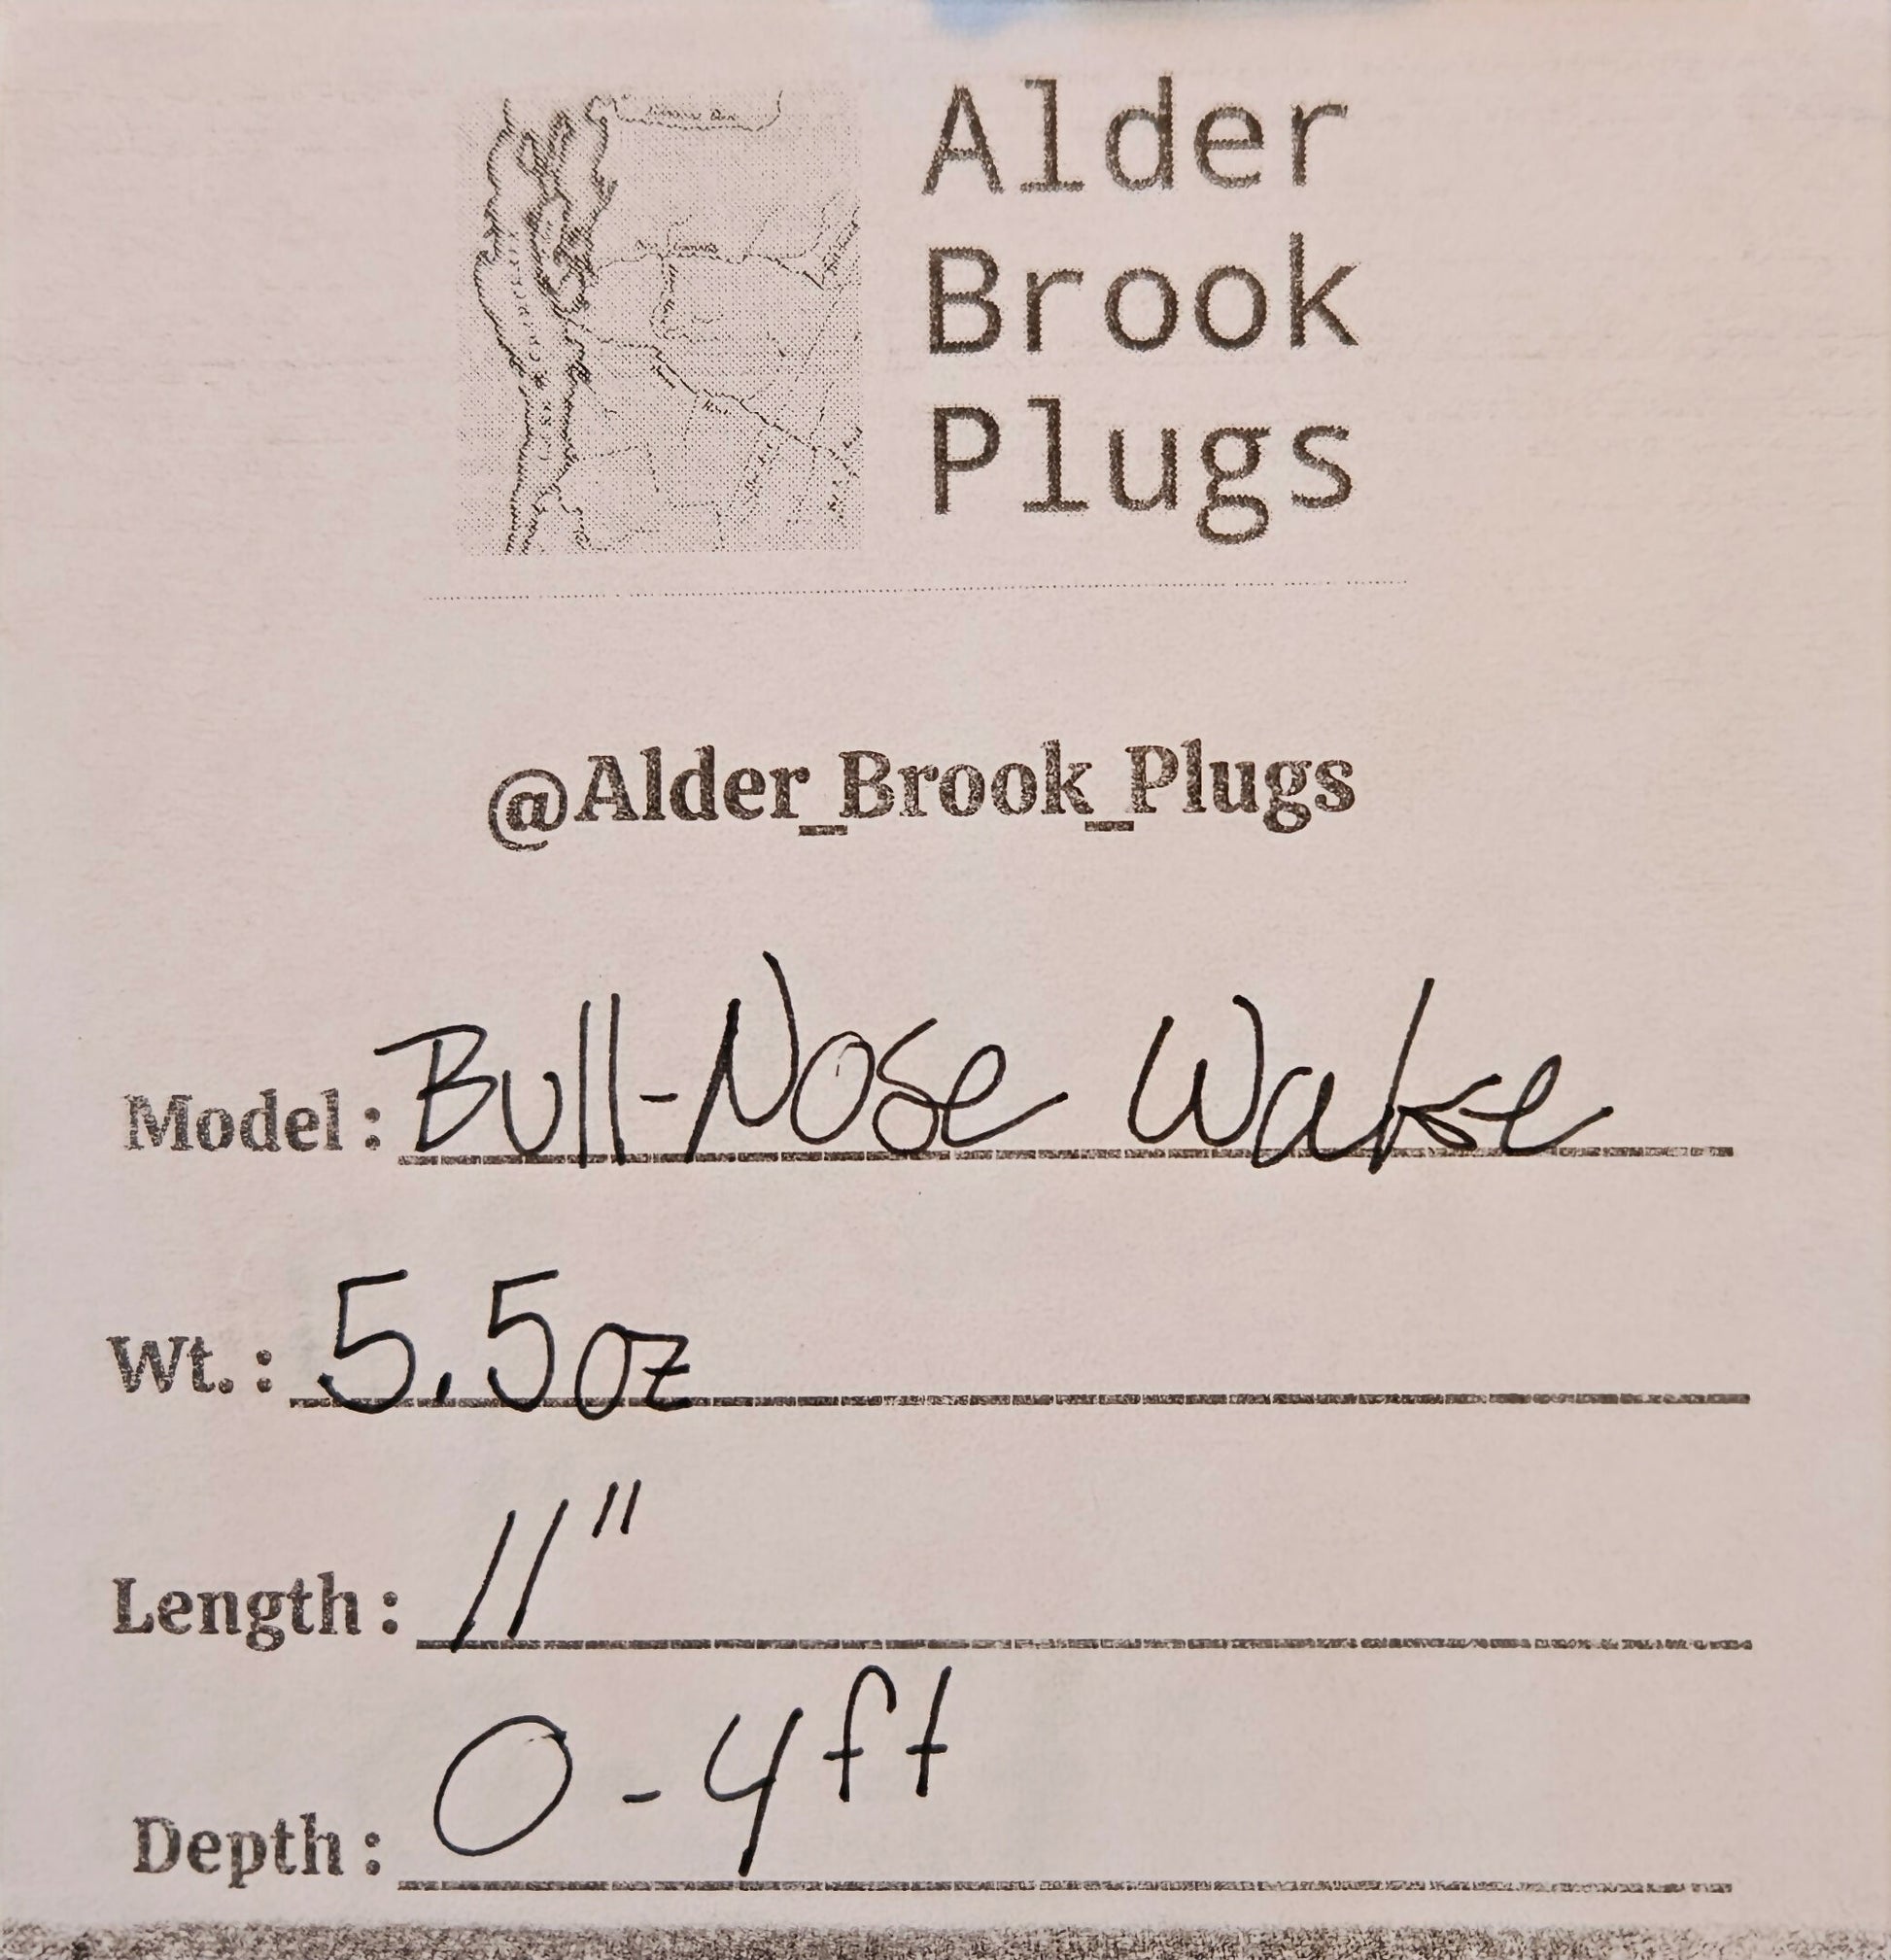 Alder
Brook
Plugs
@Alder_Brook_Plugs
Model: Bull-Nose Wake
Wt.: 5.5oz
Length: 11"
Depth: 0-4ft